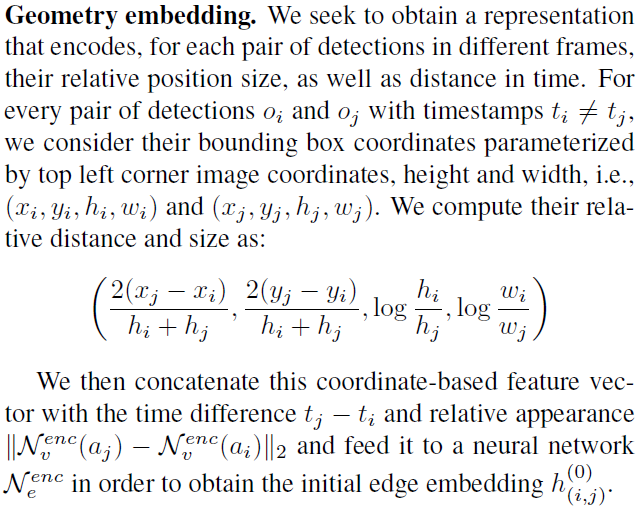 Geometry embedding. We seek to obtain a representation
that encodes, for each pair of detections in different frames,
their relative position size, as well as distance in time. For
every pair of detections $o_i$ and $o_j$ with timestamps $t_i \neq t_j$,
we consider their bounding box coordinates parameterized
by top left corner image coordinates, height and width, i.e.,
$(x_i, y_i, h_i, w_i)$ and $(x_j, y_j, h_j, w_j)$. We compute their rela-
tive distance and size as:
$\left( \frac{2(x_j - x_i)}{h_i + h_j}, \frac{2(y_j - y_i)}{h_i + h_j}, \log \frac{h_i}{h_j}, \log \frac{w_i}{w_j} \right)$
We then concatenate this coordinate-based feature vec-
tor with the time difference $t_j - t_i$ and relative appearance
$\|\mathcal{N}_v^{enc}(a_j) - \mathcal{N}_v^{enc}(a_i)\|_2$ and feed it to a neural network
$\mathcal{N}_e^{enc}$ in order to obtain the initial edge embedding $h_{(i,j)}^{(0)}$.